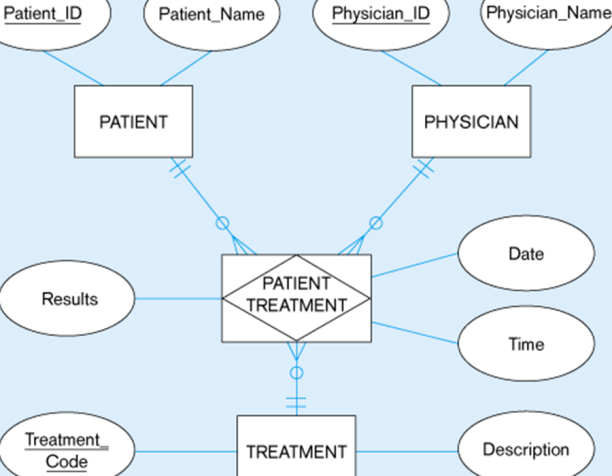 Patient_ID
Patient_Name
Physician_ID
Physician_Name
PATIENT
PHYSICIAN
PATIENT
TREATMENT
Date
Results
Time
Treatment_
Code
TREATMENT
Description